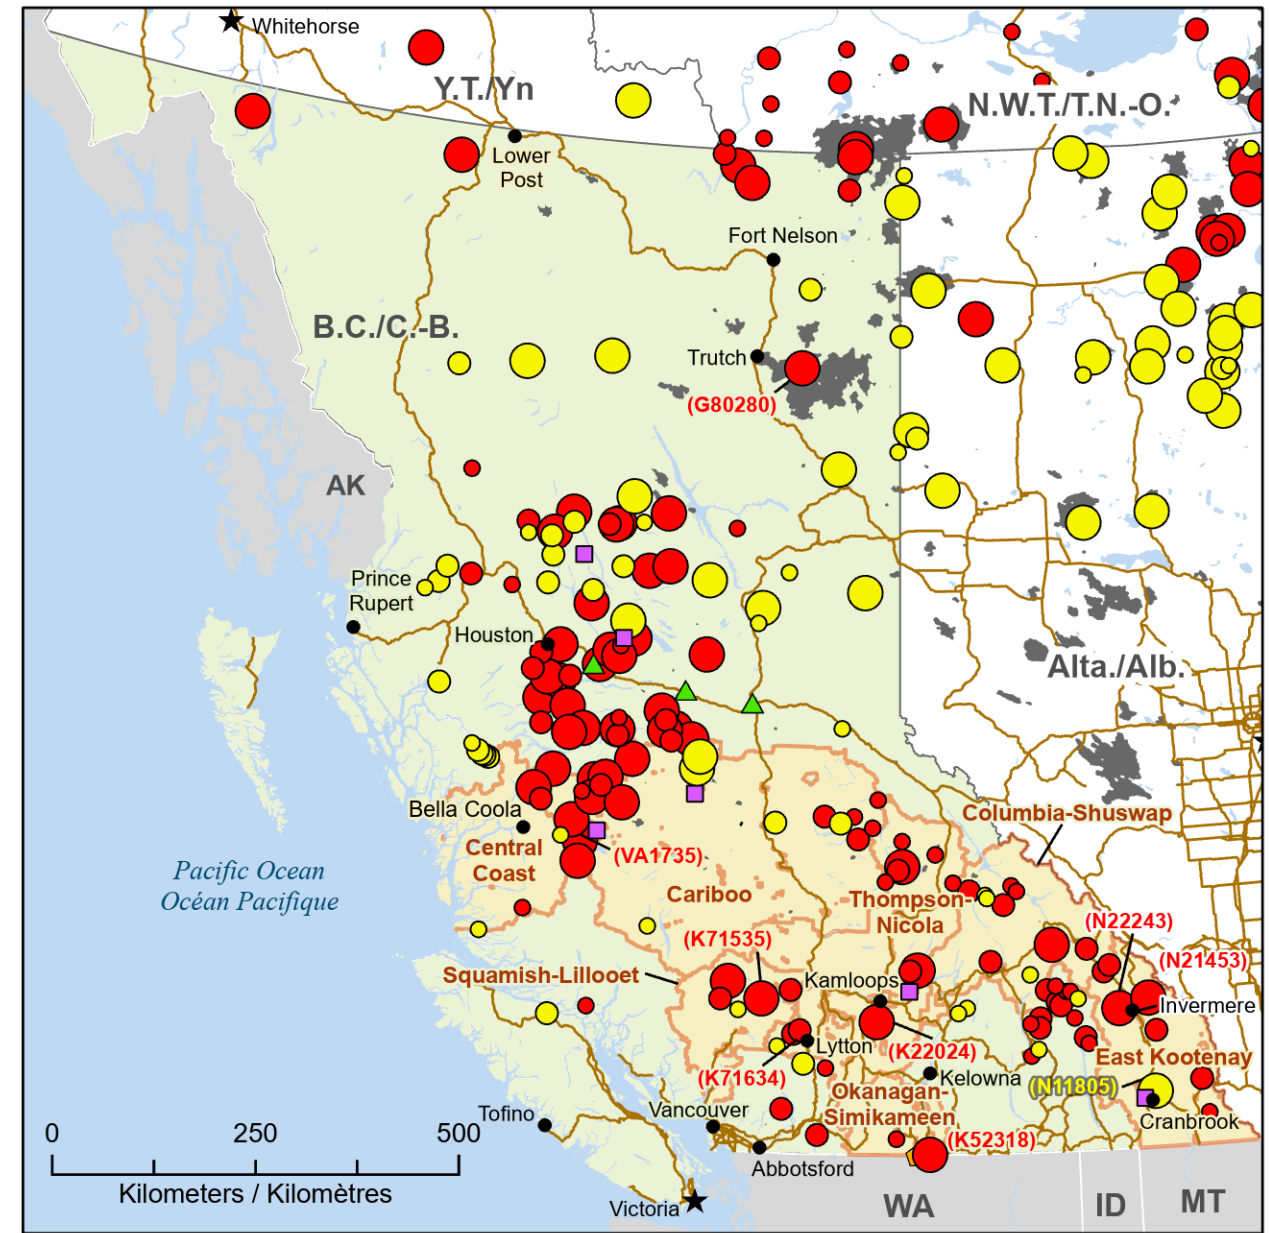 Whitehorse
Y.T./Yn
N.W.T./T.N.-O.
Lower
Post
Fort Nelson
B.C./C.-B.
Trutch
(G80280)
AK
Prince
Rupert
Houston
Alta./Alb.
Bella Coola
Columbia-Shuswap
Central
Coast
(VA1735)
Pacific Ocean
Océan Pacifique
Cariboo
Thompson-
Nicola
(N22243)
(K71535)
(N21453)
Squamish-Lillooet
Kamloops
Invermere
Lytton
(K22024)
East Kootenay
(K71634)
Kelowna
(N11805)
Okanagan-
Similkameen
Tofino
Vancouver
Cranbrook
(K52318)
0 250 500
Abbotsford
Kilometers / Kilomètres
Victoria
WA
ID
MT